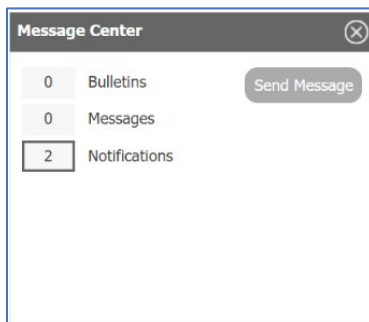 Message Center
0 Bulletins Send Message
0 Messages
2 Notifications